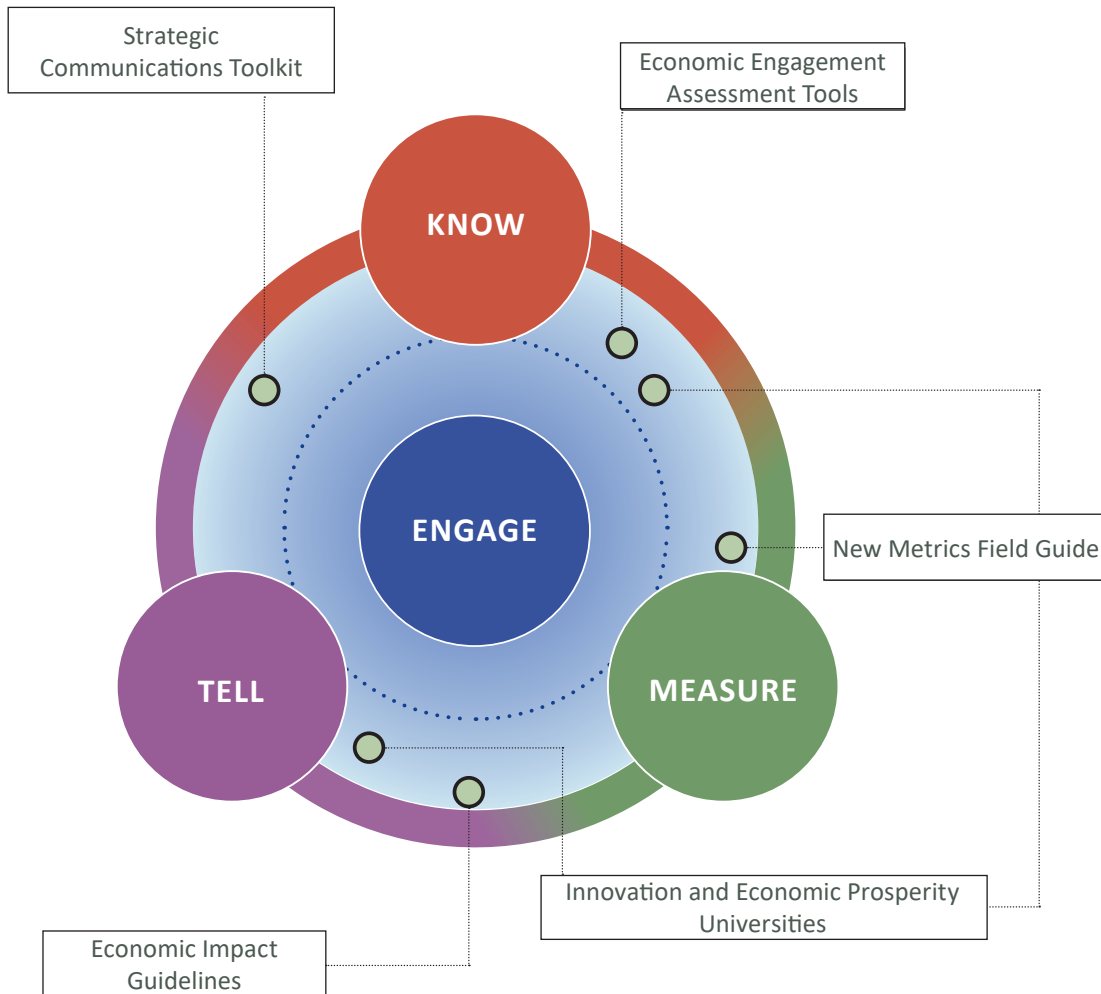 Strategic
Communications Toolkit
Economic Engagement
Assessment Tools
KNOW
ENGAGE
New Metrics Field Guide
TELL
MEASURE
Innovation and Economic Prosperity
Universities
Economic Impact
Guidelines